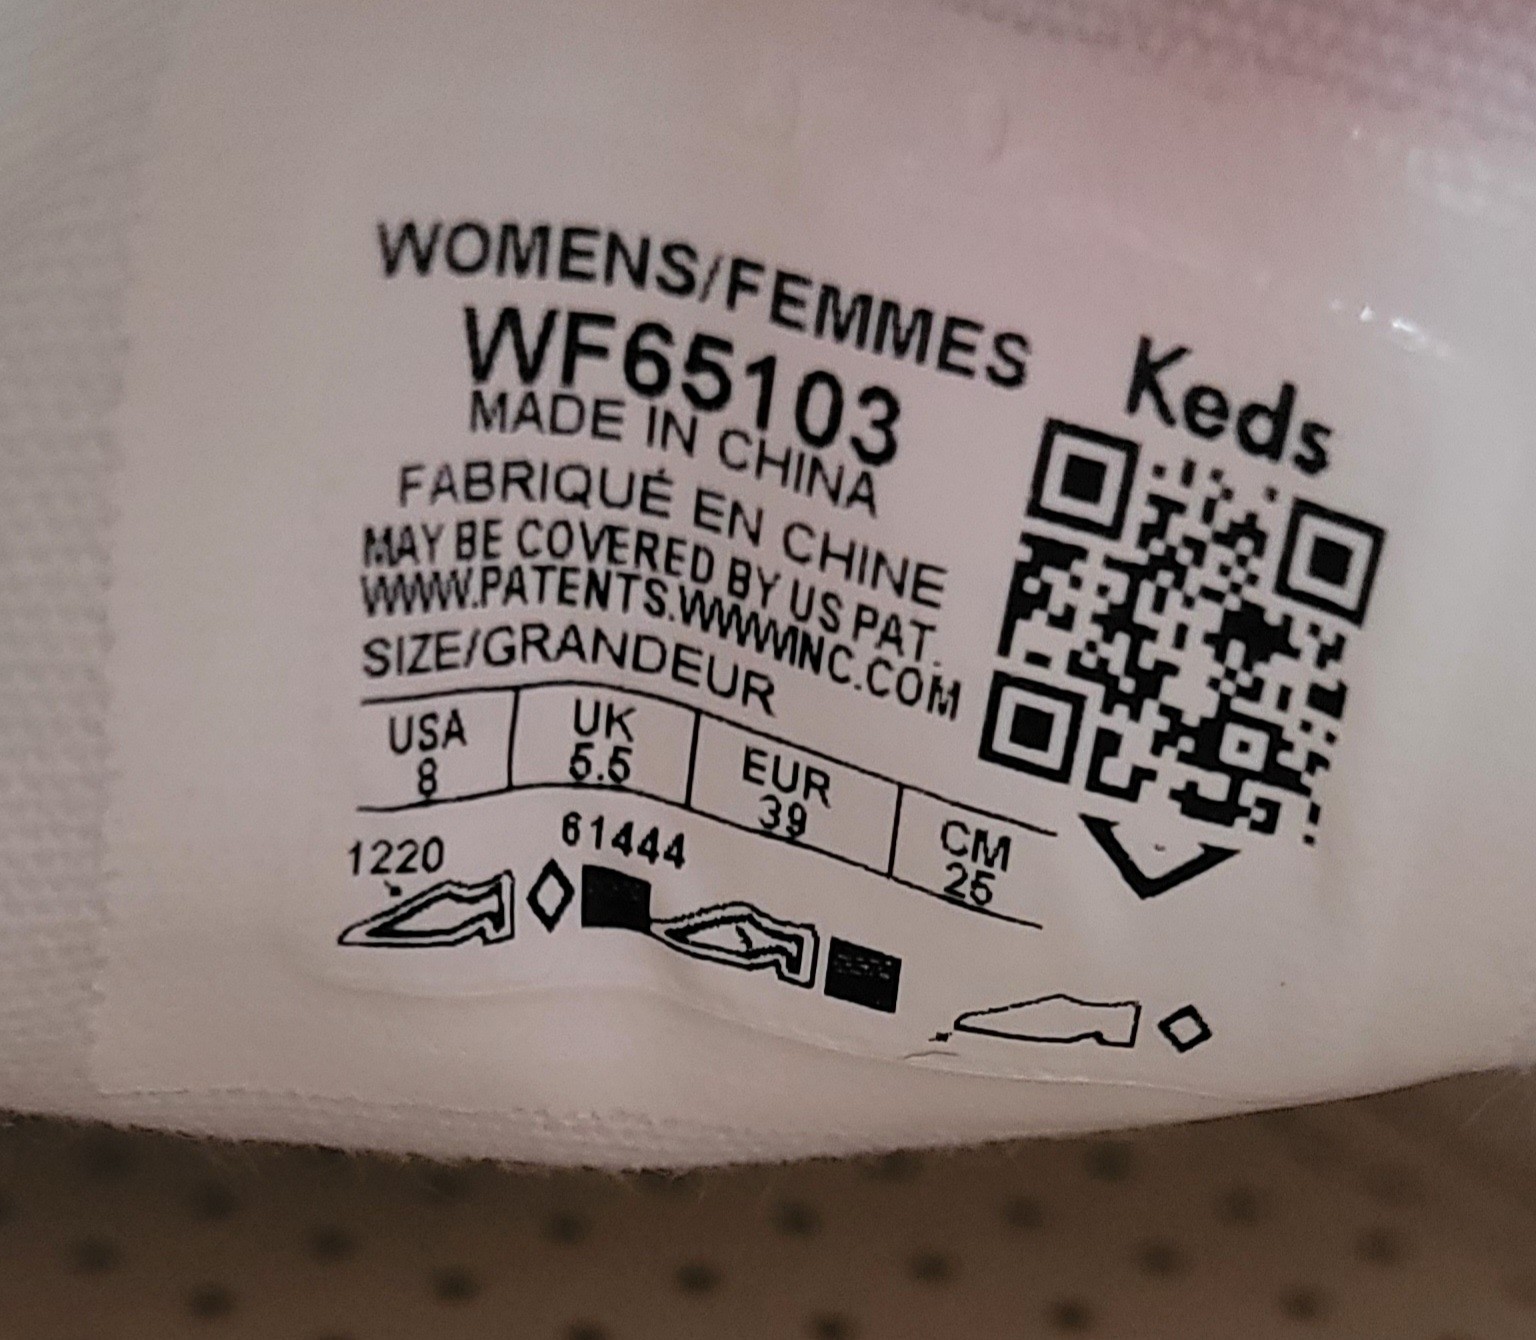 WOMENS/FEMMES
WF65103
MADE IN CHINA
FABRIQUÉ EN CHINE
MAY BE COVERED BY US PAT.
WWW.PATENTS.WWWINC.COM
SIZE/GRANDEUR
USA UK EUR CM
8 5.5 39 25
1220 61444
Keds